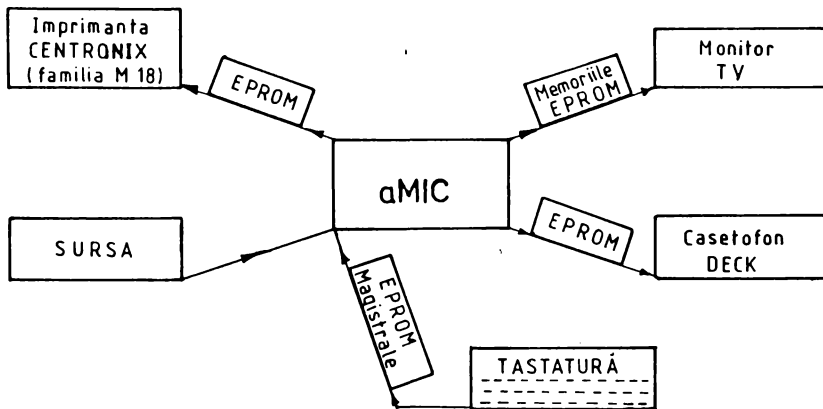 Imprimanta
CENTRONIX
(familia M 18)
EPROM
Memoriile
EPROM
Monitor
TV
aMIC
SURSA
EPROM
Casetofon
DECK
EPROM
Magistrale
TASTATURĂ